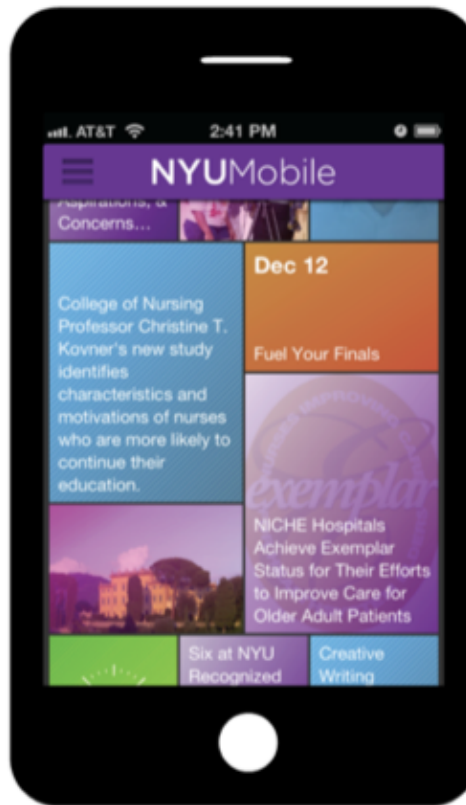 AT&T 2:41 PM
NYUMobile
Aspirations, &
Concerns...
College of Nursing
Professor Christine T.
Kovner's new study
identifies
characteristics and
motivations of nurses
who are more likely to
continue their
education.
Dec 12
Fuel Your Finals
exemplar
NICHE Hospitals
Achieve Exemplar
Status for Their Efforts
to Improve Care for
Older Adult Patients
Six at NYU
Recognized
Creative
Writing